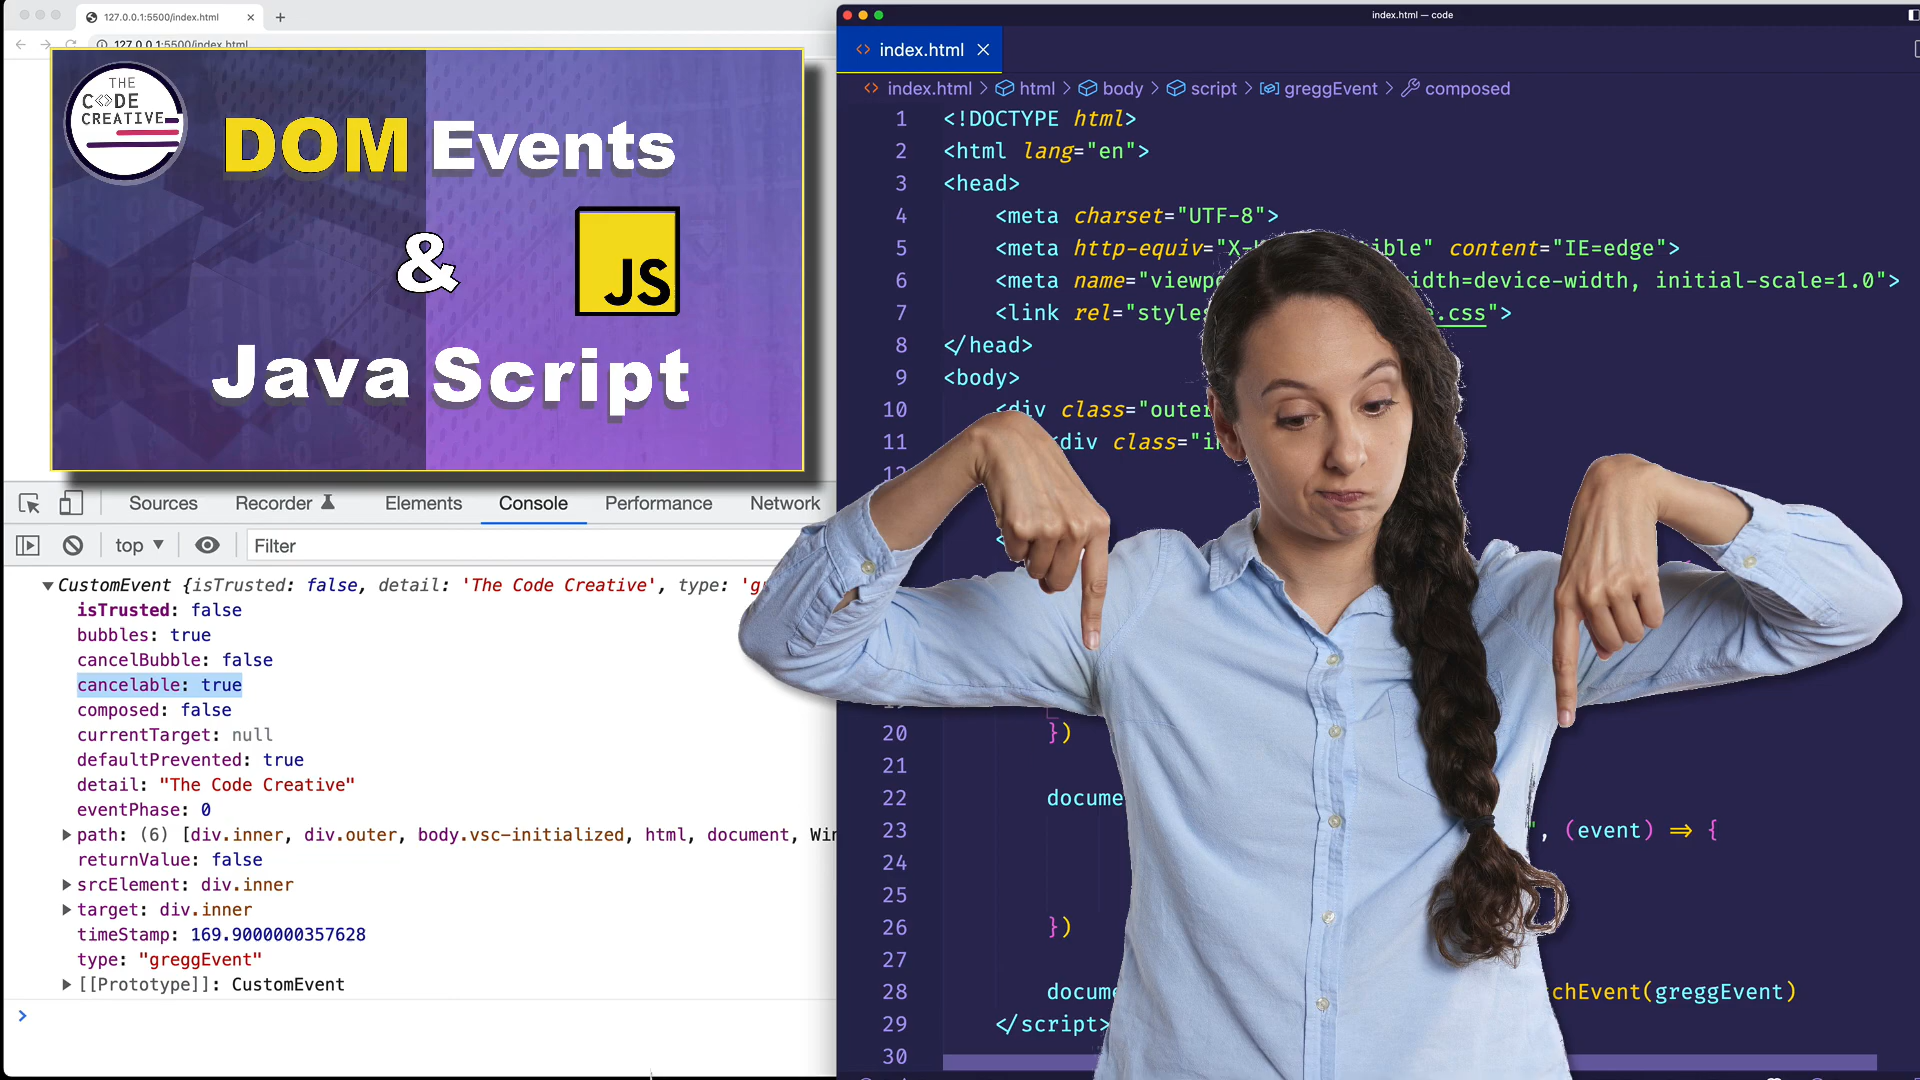 127.0.0.1:5500/index.html
127.0.0.1:5500/index.html
THE
C<>DE
CREATIVE
DOM Events
&
JS
Java Script
Sources Recorder Elements Console Performance Network
top Filter
CustomEvent {isTrusted: false, detail: 'The Code Creative', type: 'g
isTrusted: false
bubbles: true
cancelBubble: false
cancelable: true
composed: false
currentTarget: null
defaultPrevented: true
detail: "The Code Creative"
eventPhase: 0
path: (6) [div.inner, div.outer, body.vsc-initialized, html, document, Wi
returnValue: false
srcElement: div.inner
target: div.inner
timeStamp: 169.9000000357628
type: "greggEvent"
[[Prototype]]: CustomEvent
>
index.html — code
index.html
index.html > html > body > script > greggEvent > composed
1 <!DOCTYPE html>
2 <html lang="en">
3 <head>
4 <meta charset="UTF-8">
5 <meta http-equiv="X- ible" content="IE=edge">
6 <meta name="viewp idth=device-width, initial-scale=1.0">
7 <link rel="styles e.css">
8 </head>
9 <body>
10 <div class="outer
11 <div class="i
12
20 })
21
22 docume
23 ", (event) => {
24
25
26 })
27
28 docum chEvent(greggEvent)
29 </script>
30